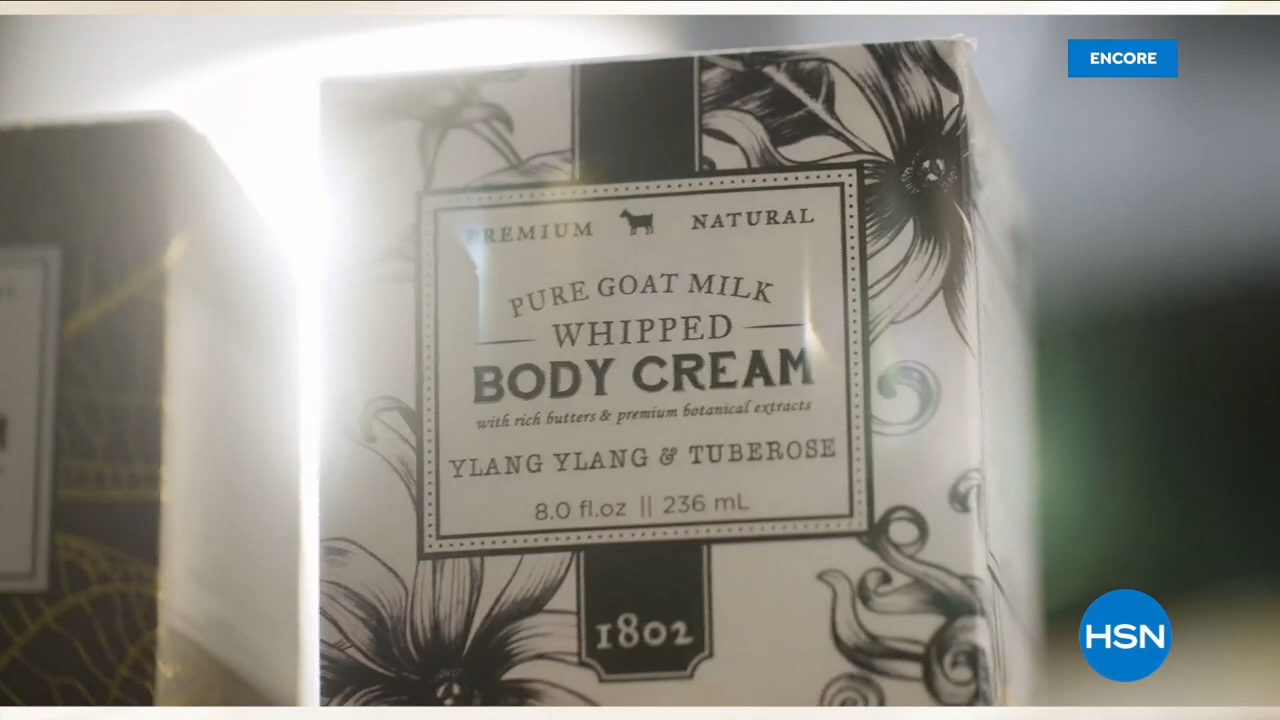 ENCORE
PREMIUM NATURAL
PURE GOAT MILK
WHIPPED
BODY CREAM
with rich butters & premium botanical extracts
YLANG YLANG & TUBEROSE
8.0 fl.oz || 236 mL
1802
HSN